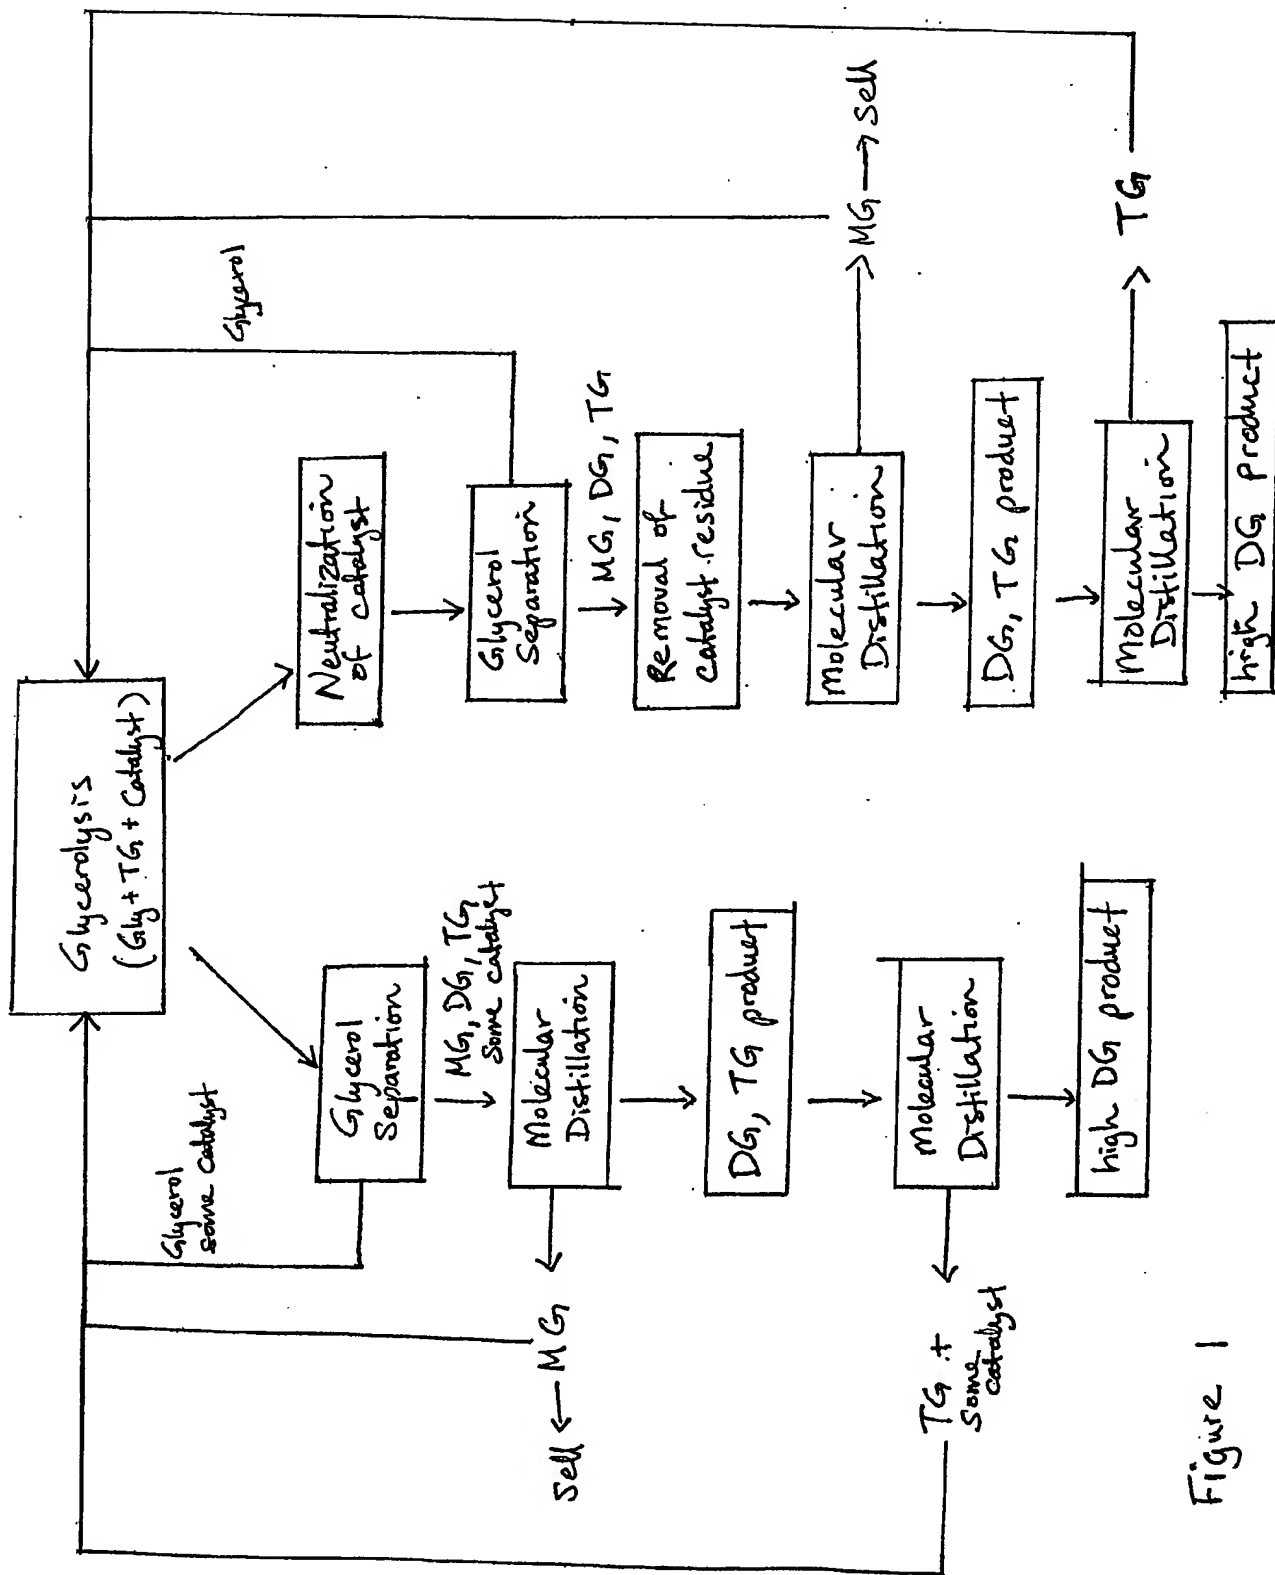 Glycerolysis
(Gly + TG + Catalyst)
Glycerol
some catalyst
Glycerol
Separation
MG, DG, TG
some catalyst
Molecular
Distillation
MG
Sell
DG, TG product
Molecular
Distillation
TG +
Some
catalyst
high DG product
Neutralization
of catalyst
Glycerol
Separation
Glycerol
MG, DG, TG
Removal of
catalyst residue
Molecular
Distillation
MG
Sell
DG, TG product
Molecular
Distillation
TG
high DG product
Figure 1